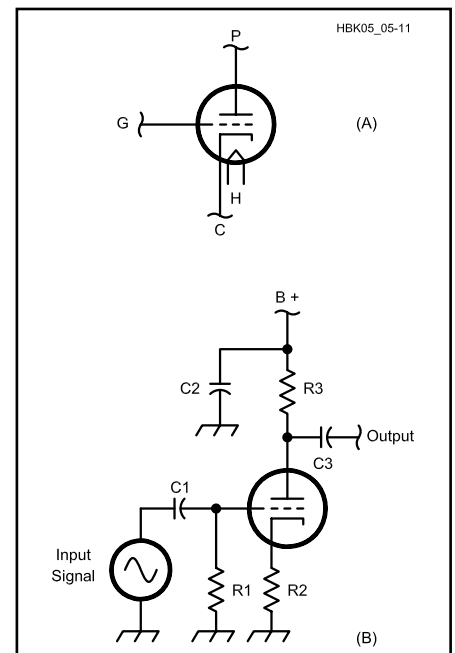 HBK05_05-11
P
G
(A)
H
C
B +
C2
R3
Output
C3
C1
Input
Signal
R1
R2
(B)